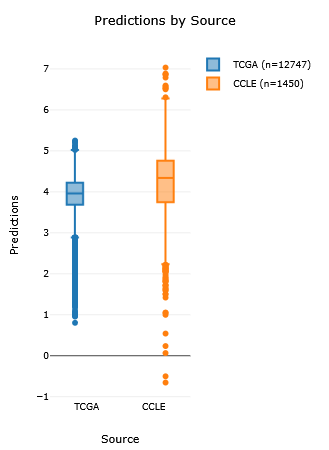 Predictions by Source
TCGA (n=12747)
CCLE (n=1450)
7
6
5
4
3
2
1
0
−1
Predictions
TCGA
CCLE
Source